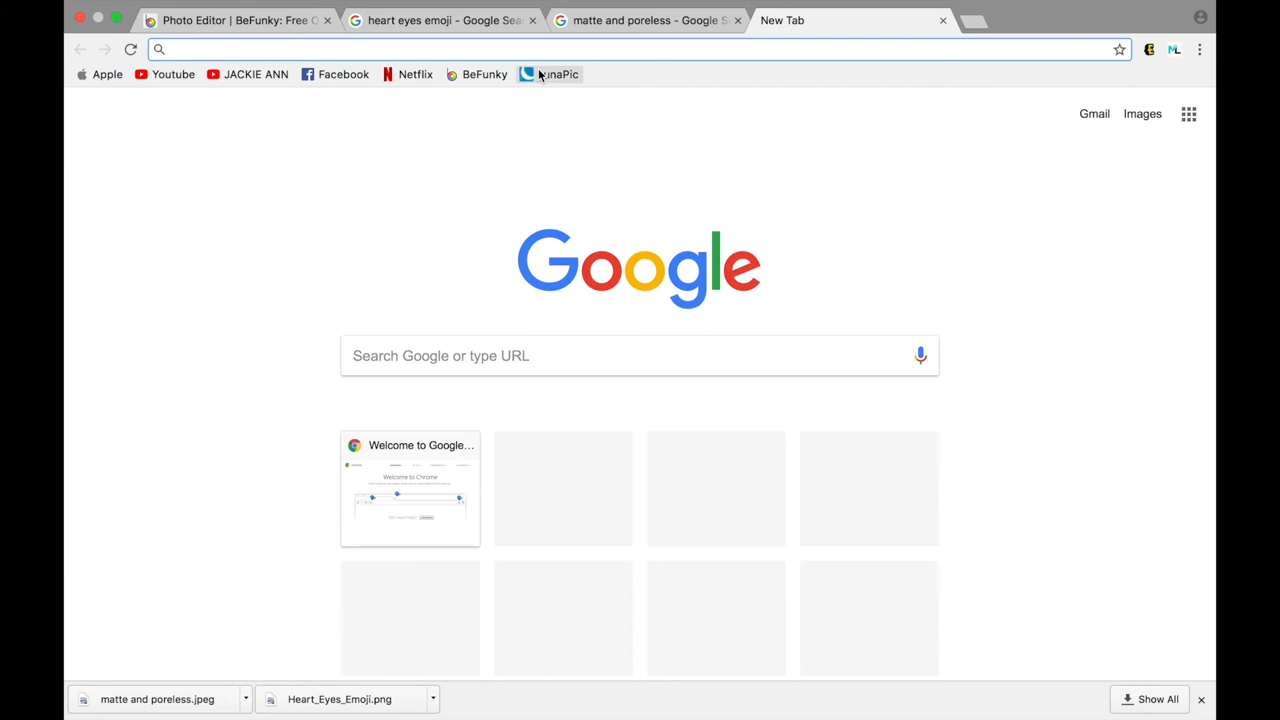 Photo Editor | BeFunky: Free O
heart eyes emoji - Google Sea
matte and poreless - Google S
New Tab
Apple
Youtube
JACKIE ANN
Facebook
Netflix
BeFunky
unaPic
Gmail
Images
Google
Search Google or type URL
Welcome to Google...
Welcome to Chrome
matte and poreless.jpeg
Heart_Eyes_Emoji.png
Show All